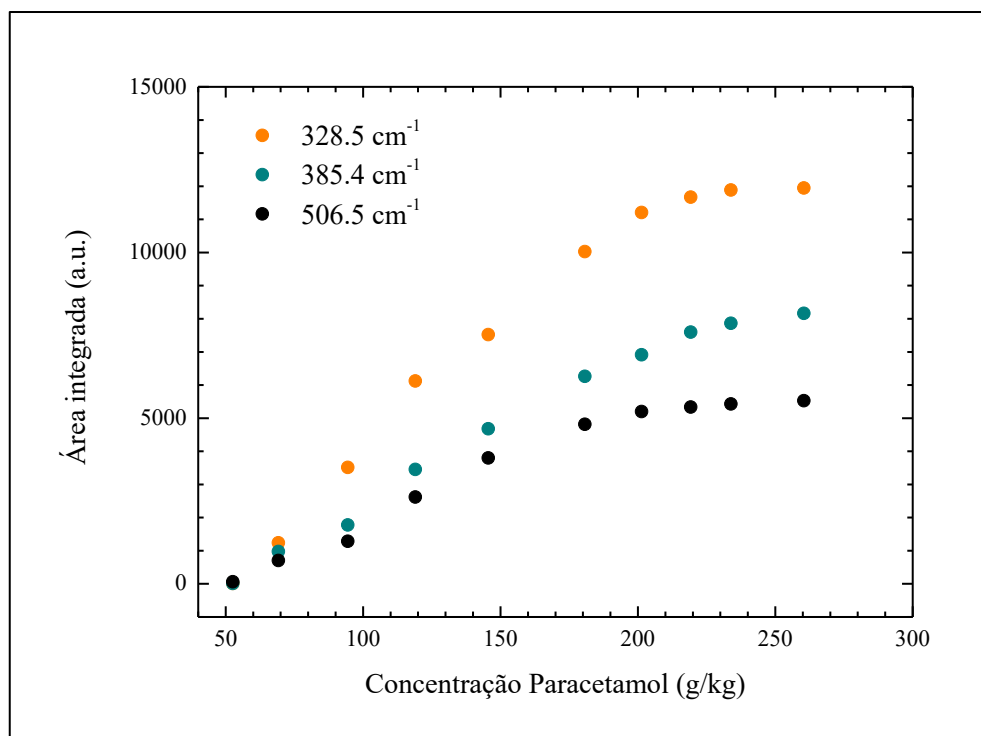 15000
10000
5000
0
328.5 cm⁻¹
385.4 cm⁻¹
506.5 cm⁻¹
Área integrada (a.u.)
50 100 150 200 250 300
Concentração Paracetamol (g/kg)